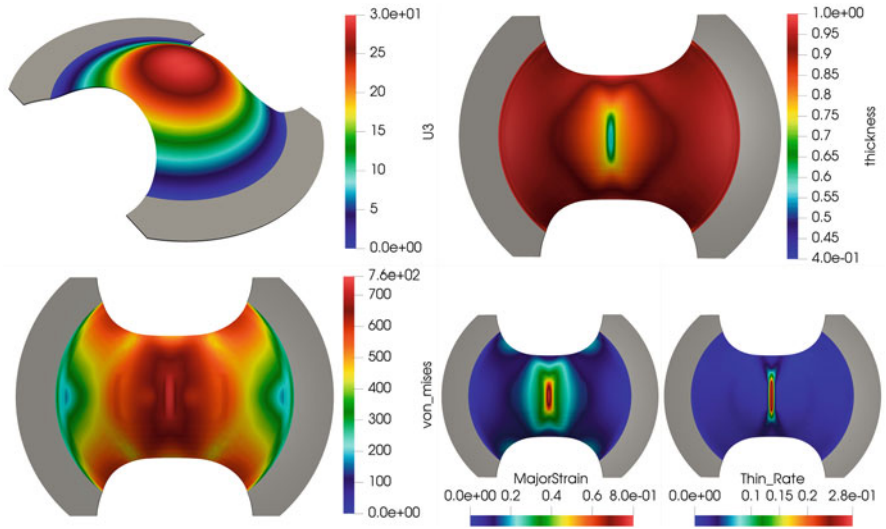 3.0e+01
25
20
15
10
5
0.0e+00
U3
1.0e+00
0.95
0.9
0.85
0.8
0.75
0.7
0.65
0.6
0.55
0.5
0.45
4.0e-01
thickness
7.6e+02
700
600
500
400
300
200
100
0.0e+00
von_mises
MajorStrain
0.0e+00 0.2 0.4 0.6 8.0e-01
Thin_Rate
0.0e+00 0.1 0.15 0.2 2.8e-01